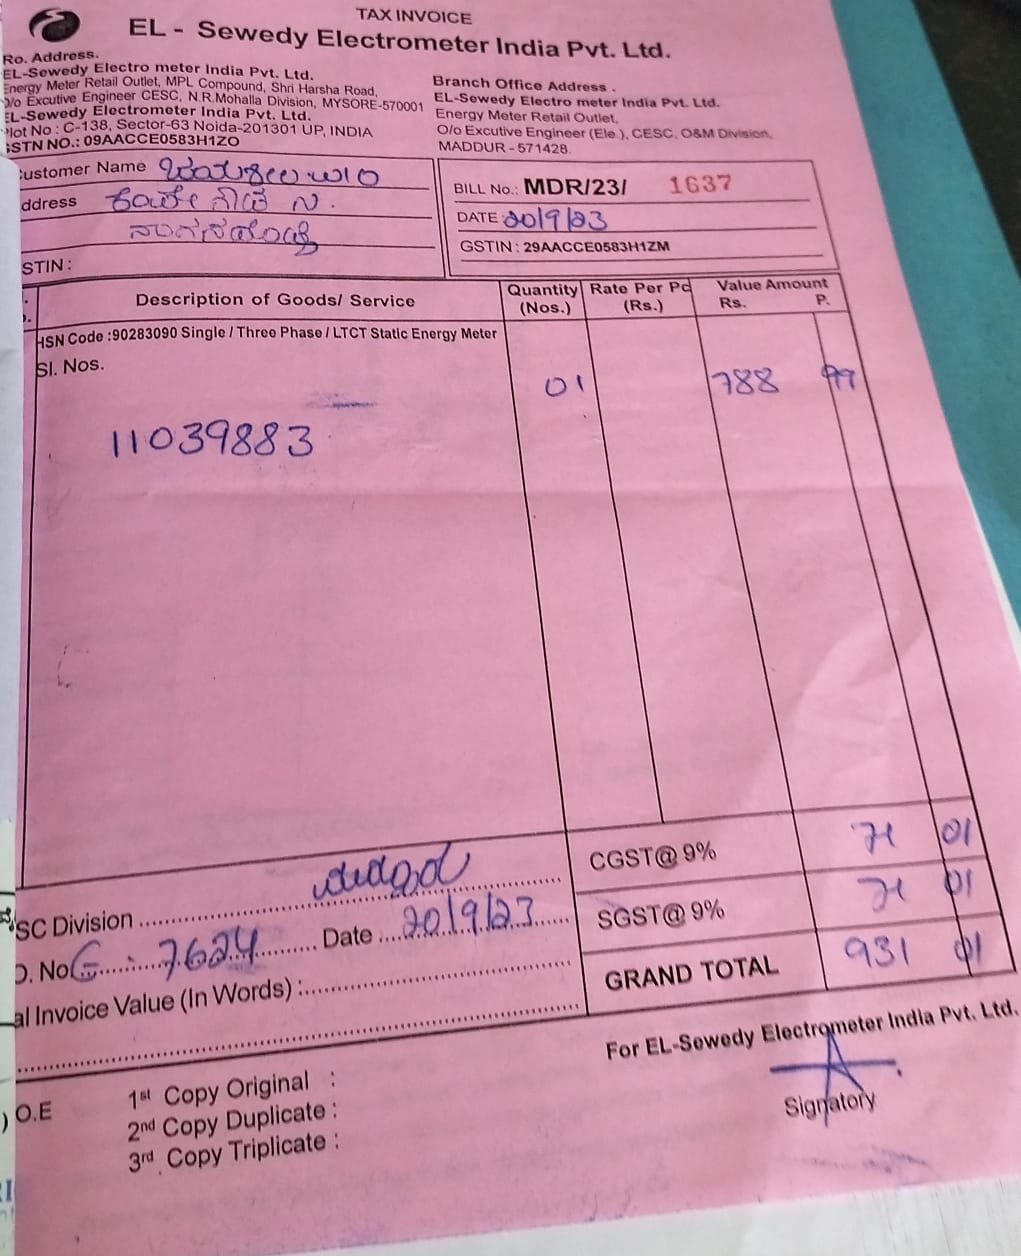 TAX INVOICE
EL - Sewedy Electrometer India Pvt. Ltd.
Ro. Address.
EL-Sewedy Electro meter India Pvt. Ltd.
Energy Meter Retail Outlet, MPL Compound, Shri Harsha Road,
O/o Excutive Engineer CESC, N.R.Mohalla Division, MYSORE-570001
EL-Sewedy Electrometer India Pvt. Ltd.
Plot No : C-138, Sector-63 Noida-201301 UP, INDIA
GSTN NO.: 09AACCE0583H1ZO
Branch Office Address .
EL-Sewedy Electro meter India Pvt. Ltd.
Energy Meter Retail Outlet,
O/o Excutive Engineer (Ele.), CESC, O&M Division,
MADDUR - 571428.
ustomer Name
ddress
STIN :
BILL No.: MDR/23/ 1637
DATE 20/9/23
GSTIN : 29AACCE0583H1ZM
Description of Goods/ Service
Quantity (Nos.)
Rate Per Pc (Rs.)
Value Amount
Rs. P.
HSN Code :90283090 Single / Three Phase / LTCT Static Energy Meter
Sl. Nos.
01 788 99
11039883
CGST@ 9% 71 01
SGST@ 9% 71 01
GRAND TOTAL 931 01
SC Division
O. No 7624 Date 20/9/23
al Invoice Value (In Words) :
For EL-Sewedy Electrometer India Pvt. Ltd.
Signatory
O.E
1st Copy Original :
2nd Copy Duplicate :
3rd Copy Triplicate :